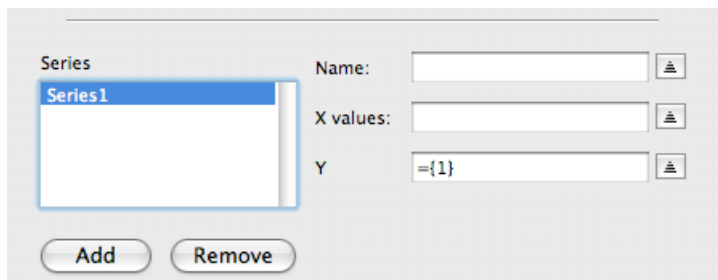 Series
Series1
Name:
X values:
Y
={1}
Add
Remove